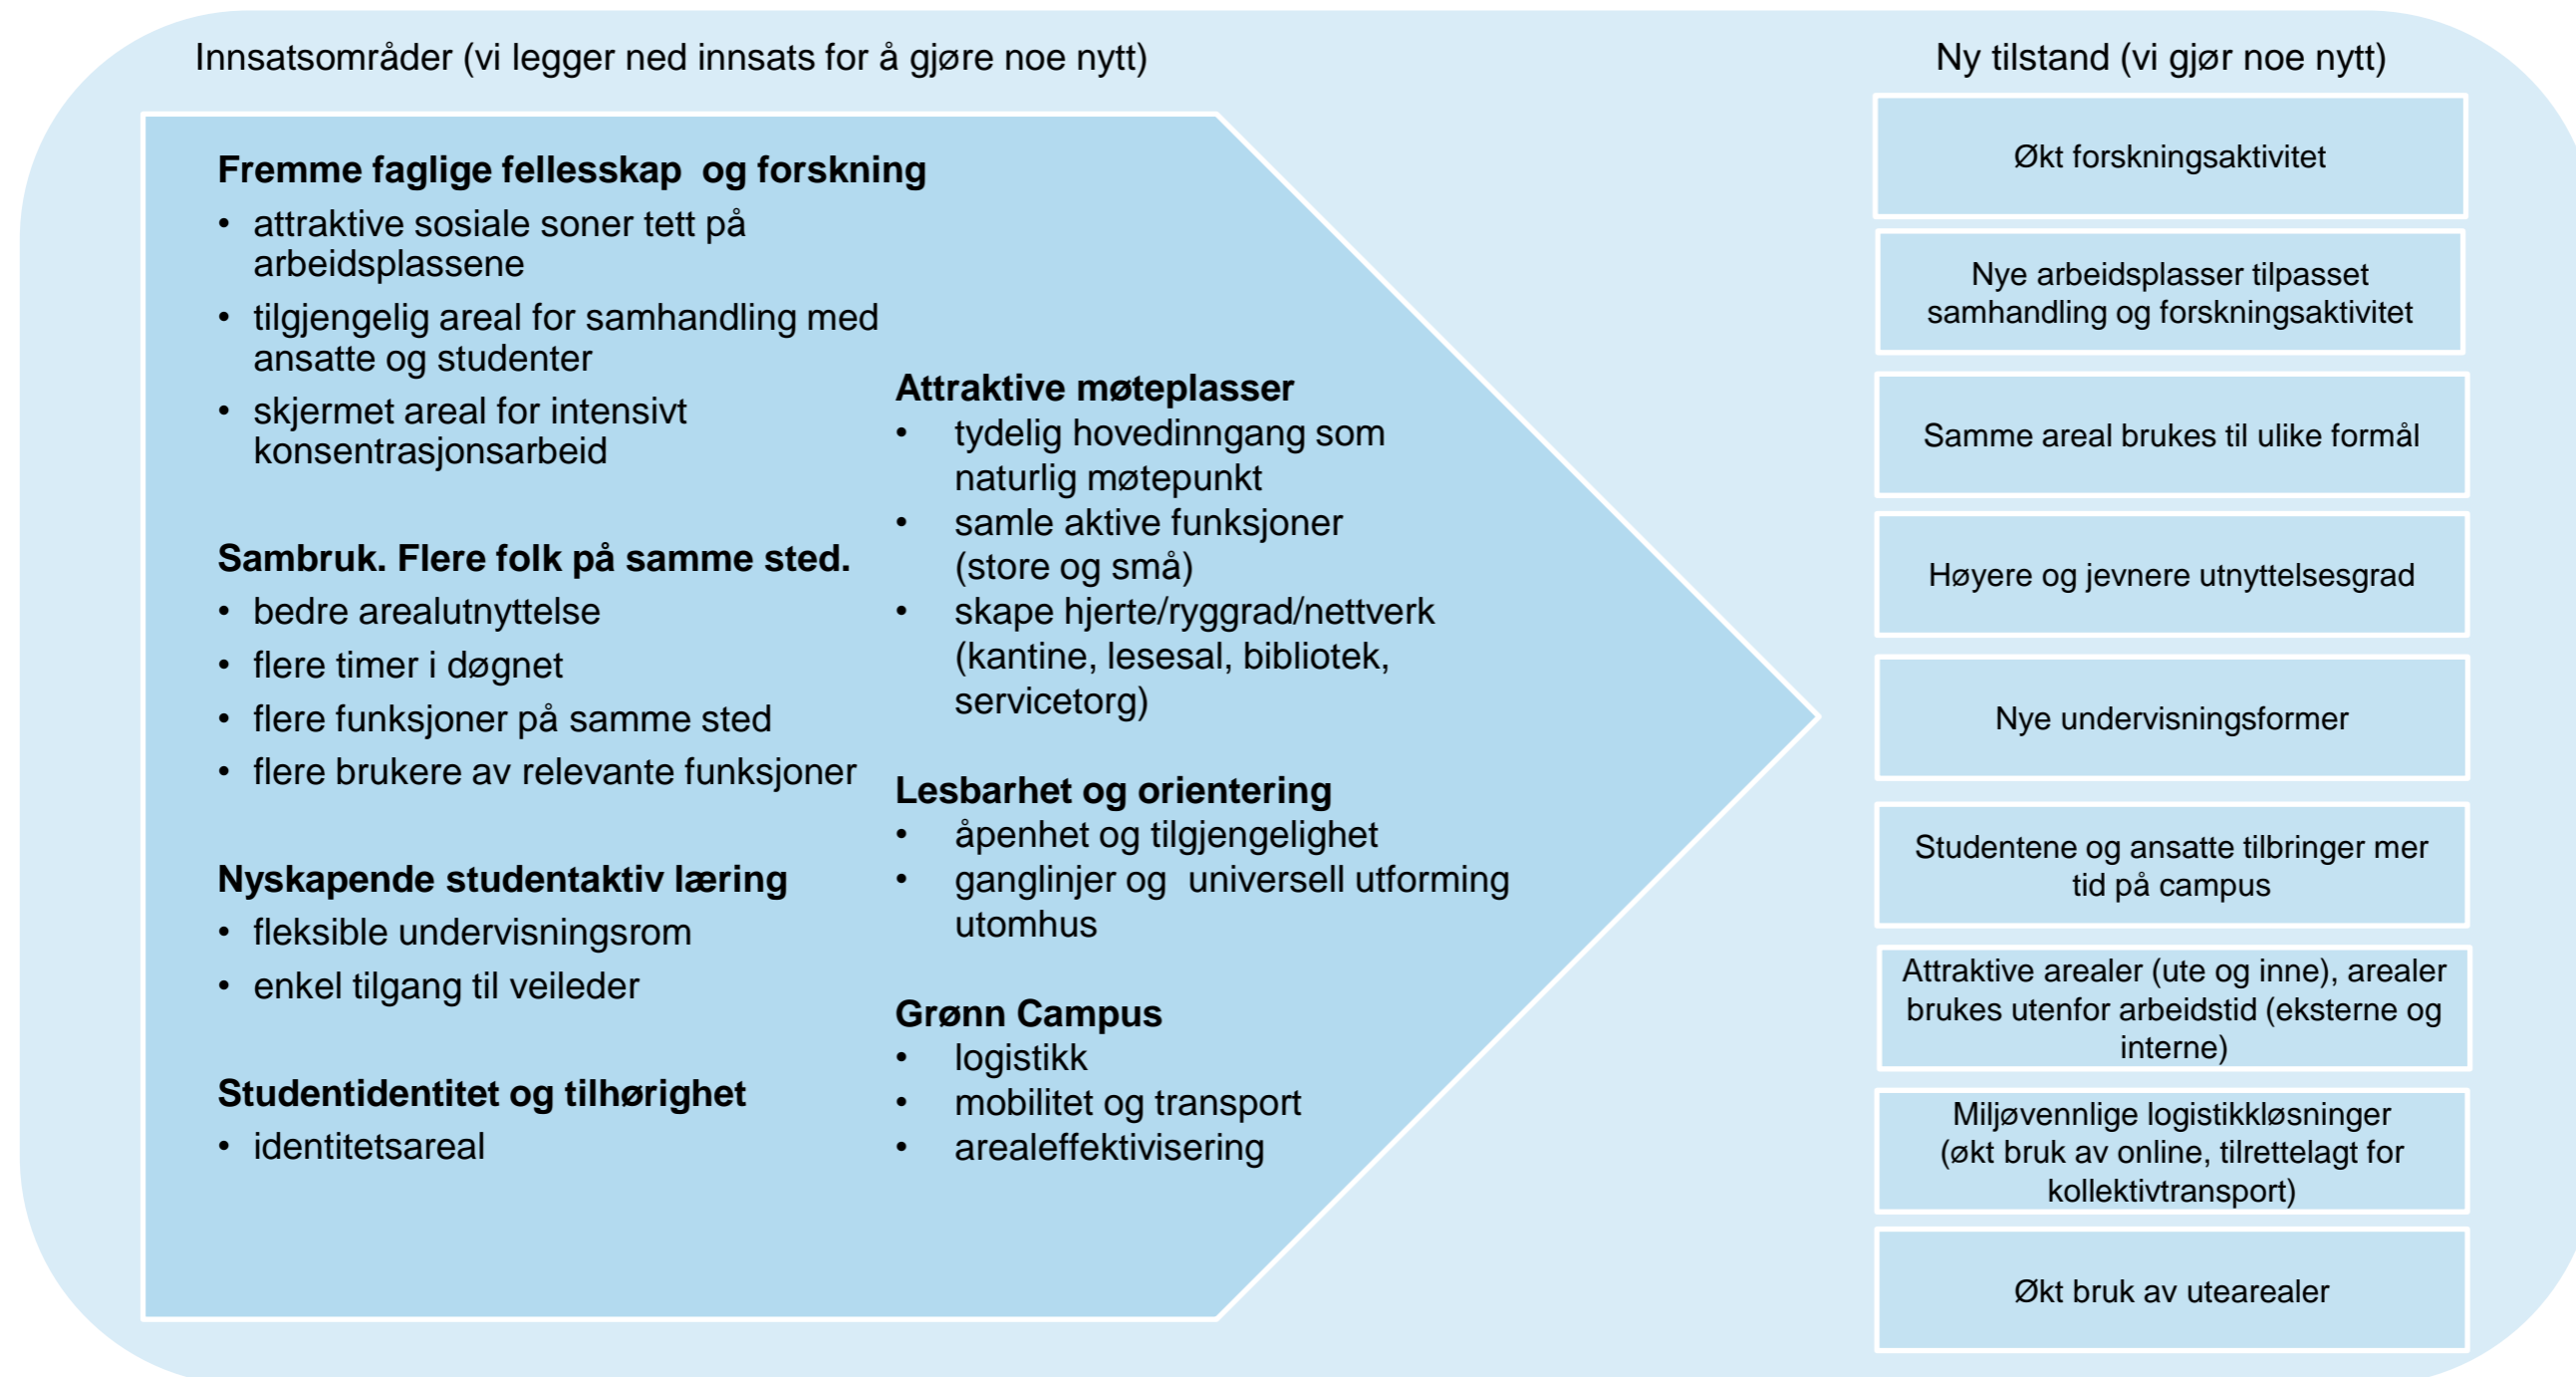 Innsatsområder (vi legger ned innsats for å gjøre noe nytt)
Fremme faglige fellesskap  og forskning
• attraktive sosiale soner tett på
arbeidsplassene
• tilgjengelig areal for samhandling med
ansatte og studenter
• skjermet areal for intensivt
konsentrasjonsarbeid
Sambruk. Flere folk på samme sted.
• bedre arealutnyttelse
• flere timer i døgnet
• flere funksjoner på samme sted
• flere brukere av relevante funksjoner
Nyskapende studentaktiv læring
• fleksible undervisningsrom
• enkel tilgang til veileder
Studentidentitet og tilhørighet
• identitetsareal
Attraktive møteplasser
• tydelig hovedinngang som
naturlig møtepunkt
• samle aktive funksjoner
(store og små)
• skape hjerte/ryggrad/nettverk
(kantine, lesesal, bibliotek,
servicetorg)
Lesbarhet og orientering
• åpenhet og tilgjengelighet
• ganglinjer og  universell utforming
utomhus
Grønn Campus
• logistikk
• mobilitet og transport
• arealeffektivisering
Ny tilstand (vi gjør noe nytt)
Økt forskningsaktivitet
Nye arbeidsplasser tilpasset
samhandling og forskningsaktivitet
Samme areal brukes til ulike formål
Høyere og jevnere utnyttelsesgrad
Nye undervisningsformer
Studentene og ansatte tilbringer mer
tid på campus
Attraktive arealer (ute og inne), arealer
brukes utenfor arbeidstid (eksterne og
interne)
Miljøvennlige logistikkløsninger
(økt bruk av online, tilrettelagt for
kollektivtransport)
Økt bruk av utearealer